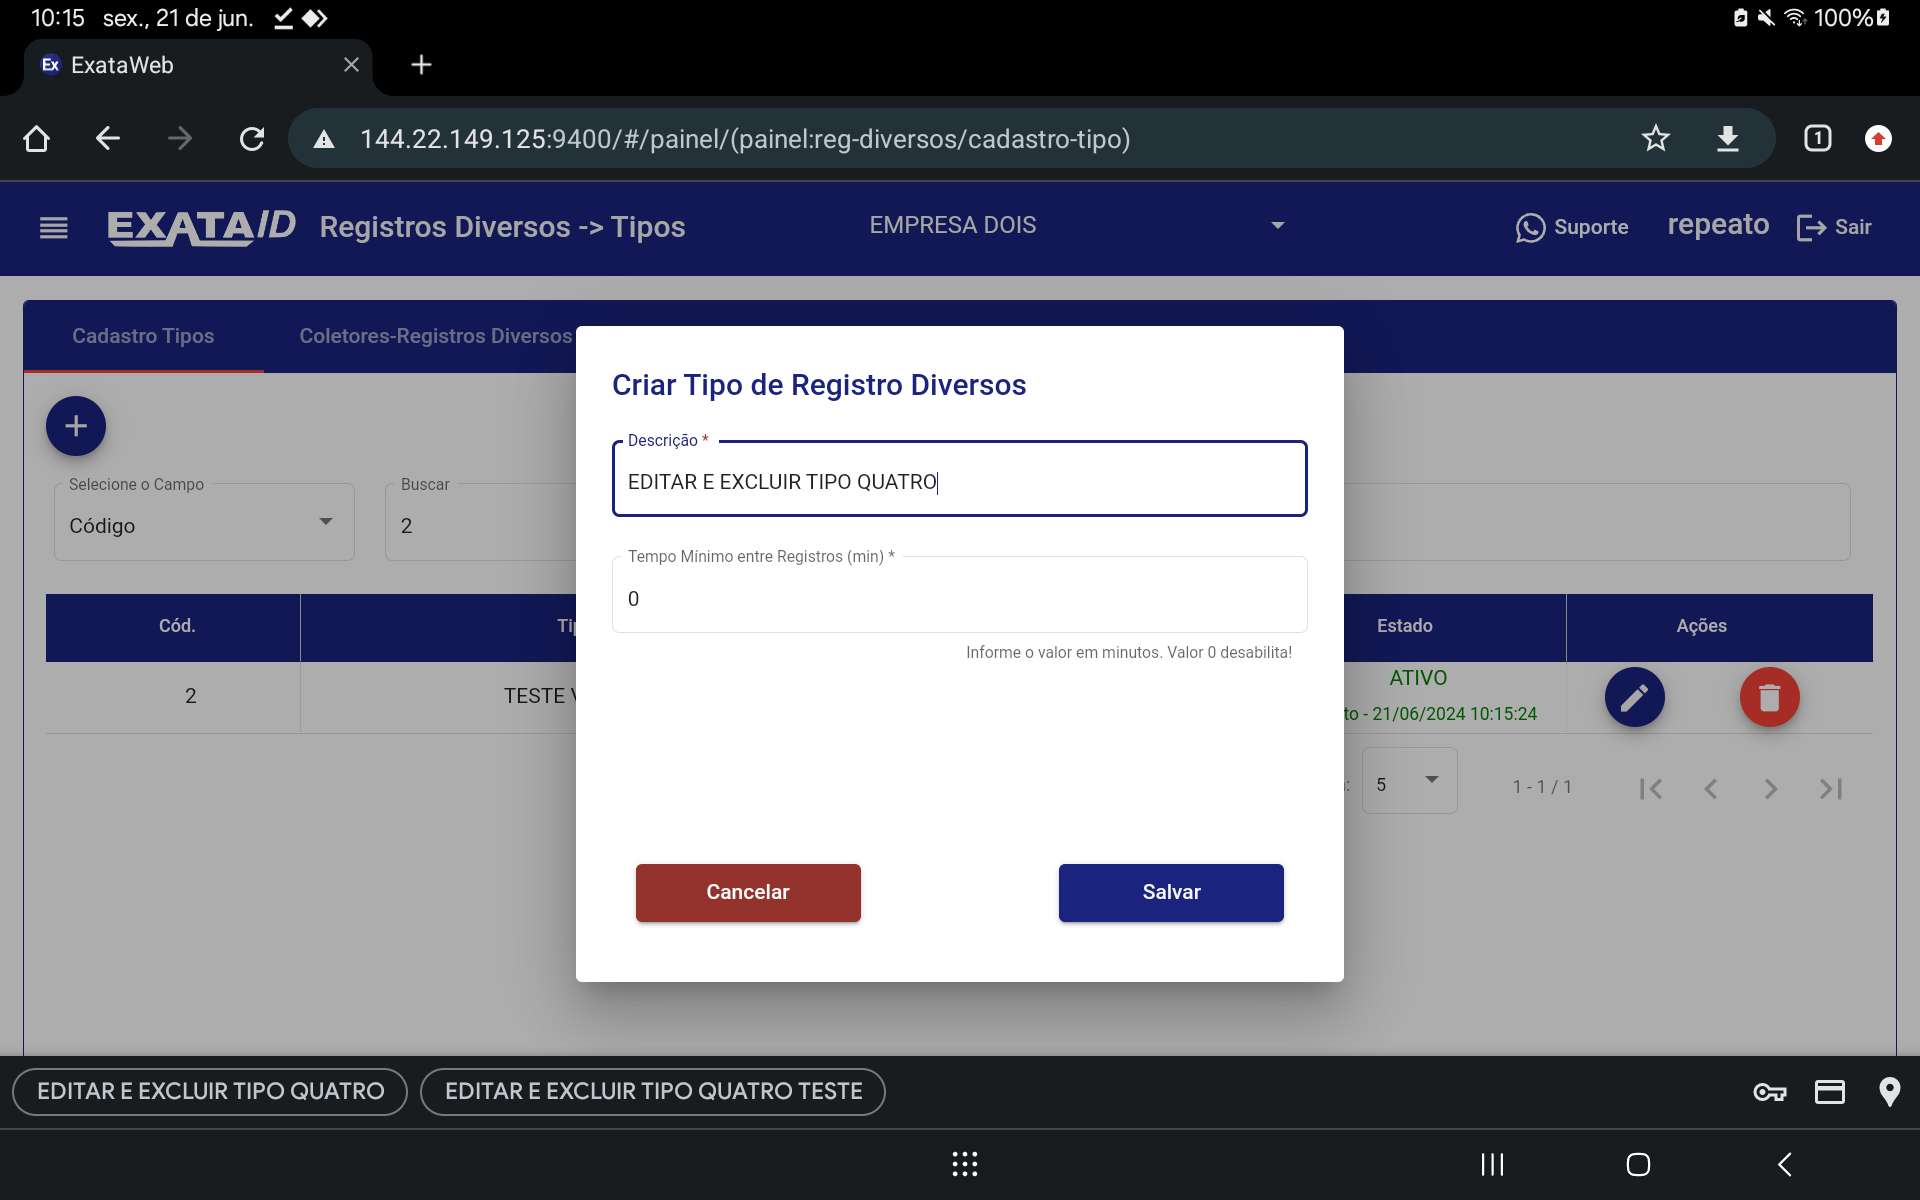 10:15 sex., 21 de jun. 100%
Ex ExataWeb
144.22.149.125:9400/#/painel/(painel:reg-diversos/cadastro-tipo) 1
EXATAID Registros Diversos -> Tipos EMPRESA DOIS Suporte repeato Sair
Cadastro Tipos Coletores-Registros Diversos
Criar Tipo de Registro Diversos
Descrição *
EDITAR E EXCLUIR TIPO QUATRO
Selecione o Campo Buscar
Código 2
Tempo Mínimo entre Registros (min) *
0
Informe o valor em minutos. Valor 0 desabilita!
Cód. Estado Ações
2 TESTE ATIVO
- 21/06/2024 10:15:24
5 1 - 1 / 1
Cancelar Salvar
EDITAR E EXCLUIR TIPO QUATRO EDITAR E EXCLUIR TIPO QUATRO TESTE